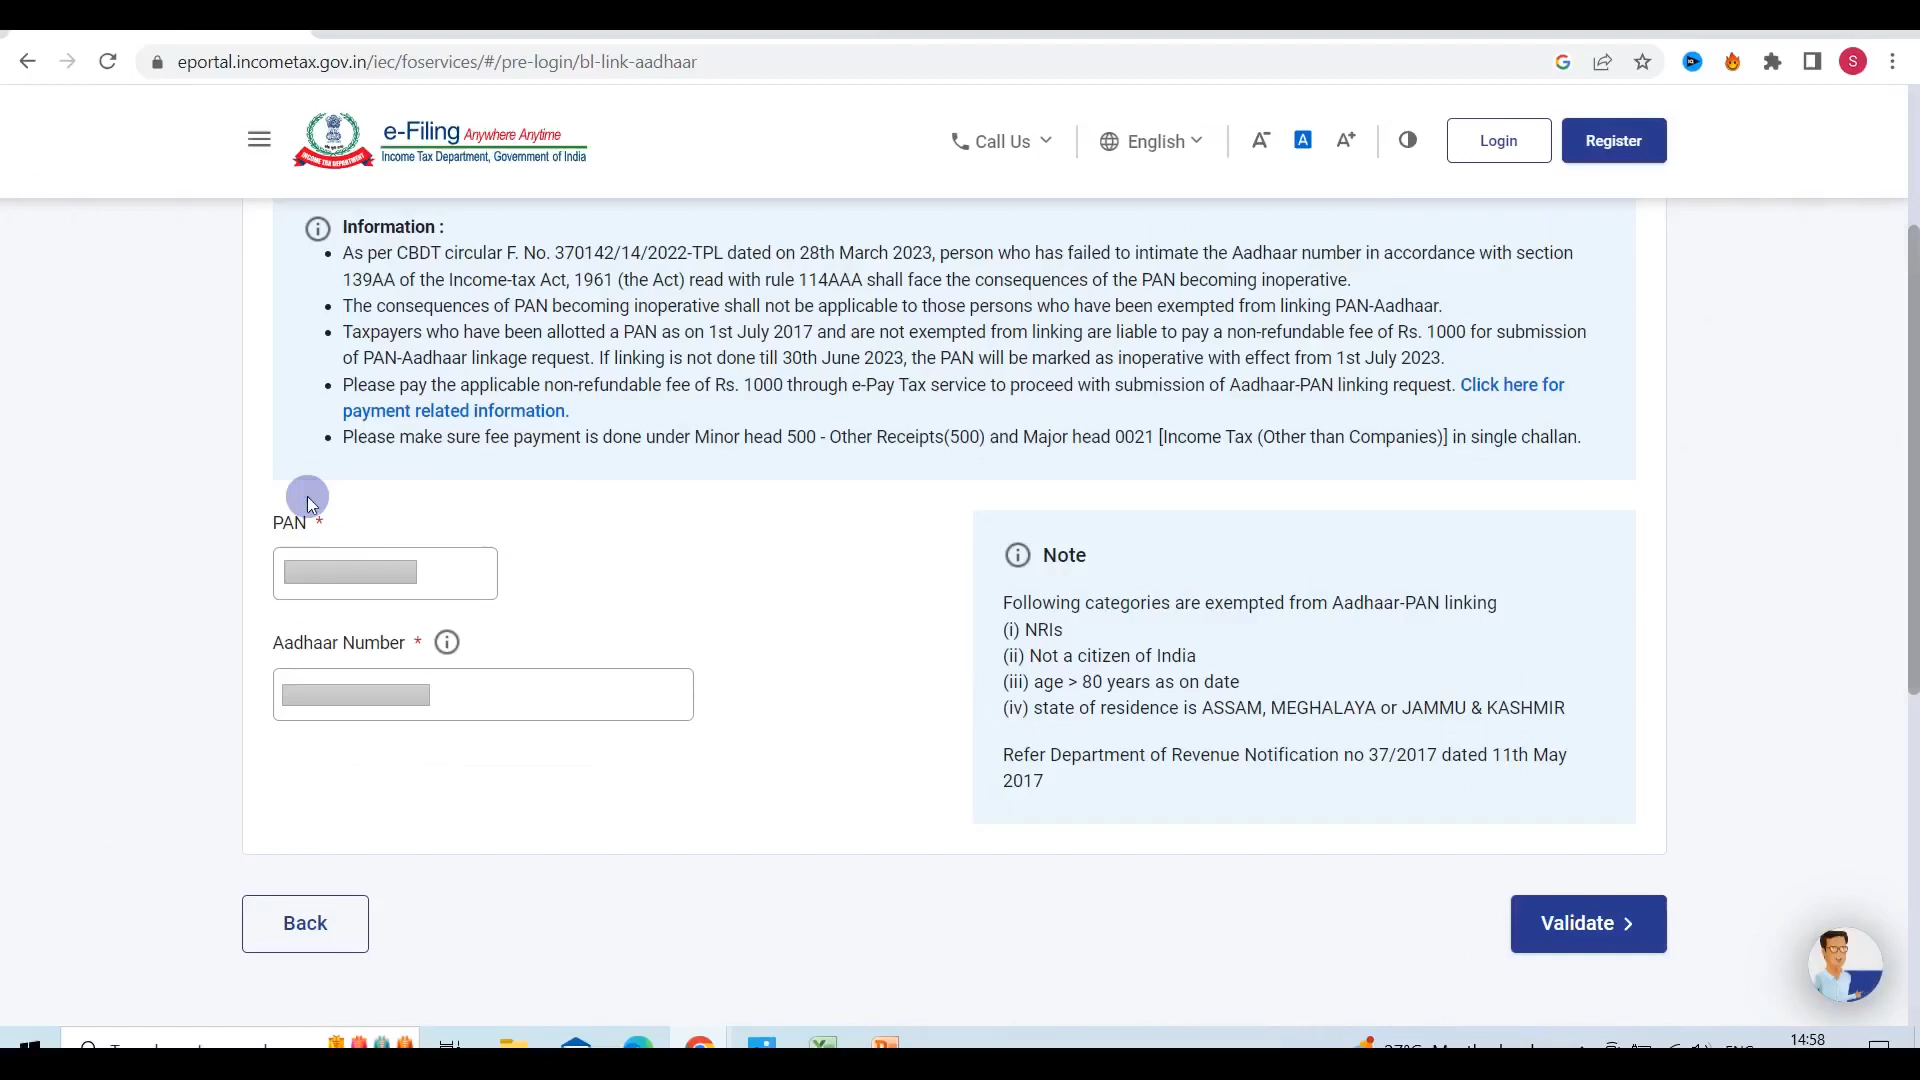 eportal.incometax.gov.in/iec/foservices/#/pre-login/bl-link-aadhaar
S
e-Filing Anywhere Anytime
Income Tax Department, Government of India
INCOME TAX DEPARTMENT
Call Us
English
A-
A
A+
Login
Register
Information :
As per CBDT circular F. No. 370142/14/2022-TPL dated on 28th March 2023, person who has failed to intimate the Aadhaar number in accordance with section
139AA of the Income-tax Act, 1961 (the Act) read with rule 114AAA shall face the consequences of the PAN becoming inoperative.
The consequences of PAN becoming inoperative shall not be applicable to those persons who have been exempted from linking PAN-Aadhaar.
Taxpayers who have been allotted a PAN as on 1st July 2017 and are not exempted from linking are liable to pay a non-refundable fee of Rs. 1000 for submission
of PAN-Aadhaar linkage request. If linking is not done till 30th June 2023, the PAN will be marked as inoperative with effect from 1st July 2023.
Please pay the applicable non-refundable fee of Rs. 1000 through e-Pay Tax service to proceed with submission of Aadhaar-PAN linking request. Click here for
payment related information.
Please make sure fee payment is done under Minor head 500 - Other Receipts(500) and Major head 0021 [Income Tax (Other than Companies)] in single challan.
PAN *
Aadhaar Number *
Note
Following categories are exempted from Aadhaar-PAN linking
(i) NRIs
(ii) Not a citizen of India
(iii) age > 80 years as on date
(iv) state of residence is ASSAM, MEGHALAYA or JAMMU & KASHMIR
Refer Department of Revenue Notification no 37/2017 dated 11th May
2017
Back
Validate >
14:58